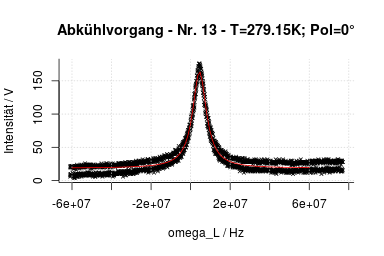 Abkühlvorgang - Nr. 13 - T=279.15K; Pol=0°
Intensität / V
150
100
50
0
-6e+07 -2e+07 2e+07 6e+07
omega_L / Hz